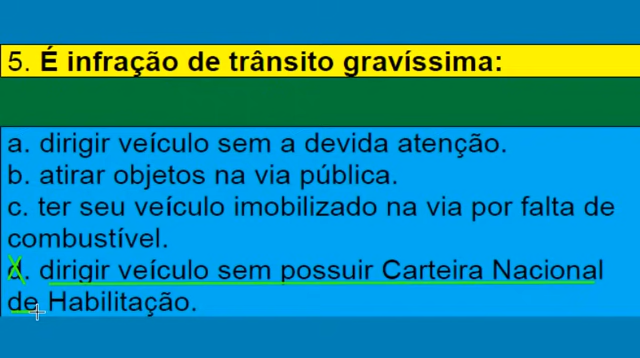 5. É infração de trânsito gravíssima:
a. dirigir veículo sem a devida atenção.
b. atirar objetos na via pública.
c. ter seu veículo imobilizado na via por falta de
combustível.
d. dirigir veículo sem possuir Carteira Nacional
de Habilitação.